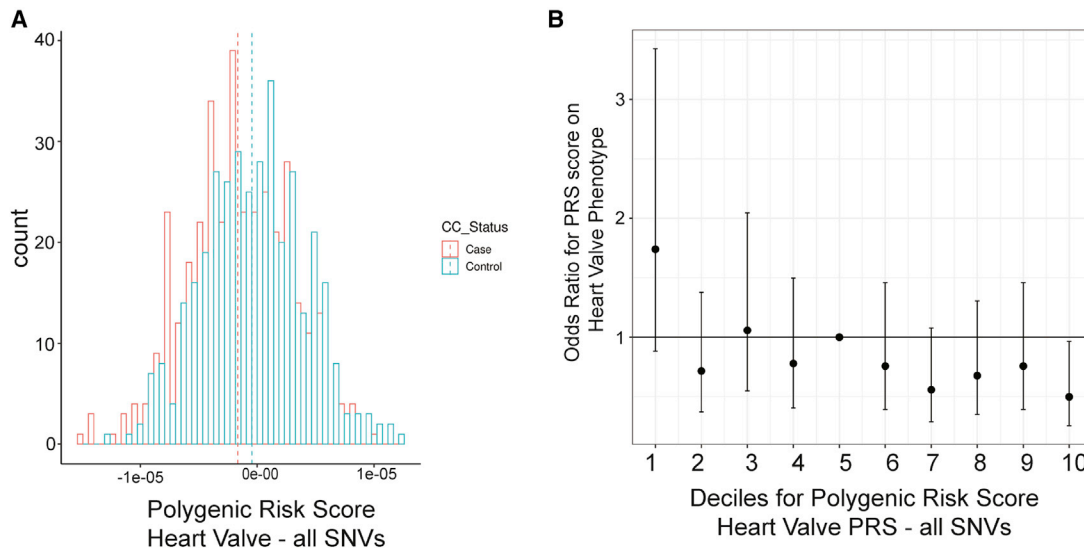 A
40
30
20
10
0
count
-1e-05
0e-00
1e-05
Polygenic Risk Score
Heart Valve - all SNVs
CC_Status
Case
Control
B
3
2
1
Odds Ratio for PRS score on
Heart Valve Phenotype
1
2
3
4
5
6
7
8
9
10
Deciles for Polygenic Risk Score
Heart Valve PRS - all SNVs